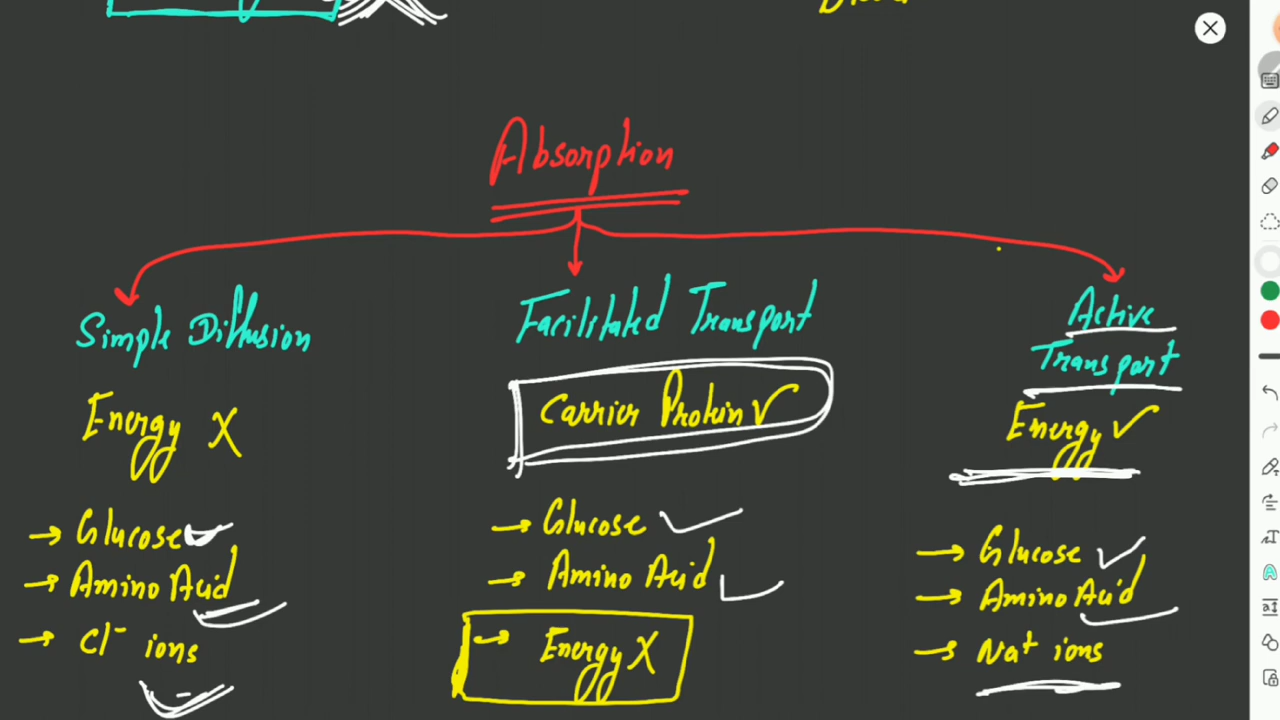 Absorption
Simple Diffusion
Facilitated Transport
Active
Transport
Energy X
Carrier Protein ✓
Energy ✓
→ Glucose ✓
→ Amino Acid
→ Cl⁻ ions
→ Glucose ✓
→ Amino Acid ✓
→ Energy X
→ Glucose ✓
→ Amino Acid
→ Na⁺ ions